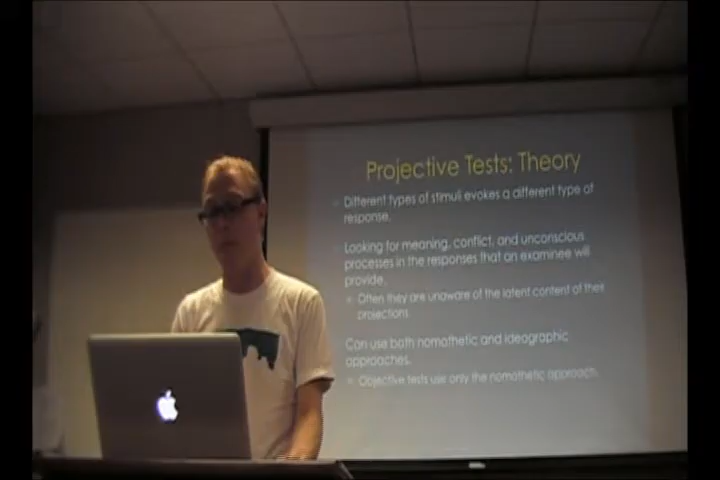 Projective Tests: Theory
Different types of stimuli evokes a different type of
response.
Looking for meaning, conflict, and unconscious
processes in the responses that an examinee will
provide.
Often they are unaware of the latent content of their
projections
Can use both nomothetic and ideographic
approaches.
Objective tests use only the nomothetic approach.